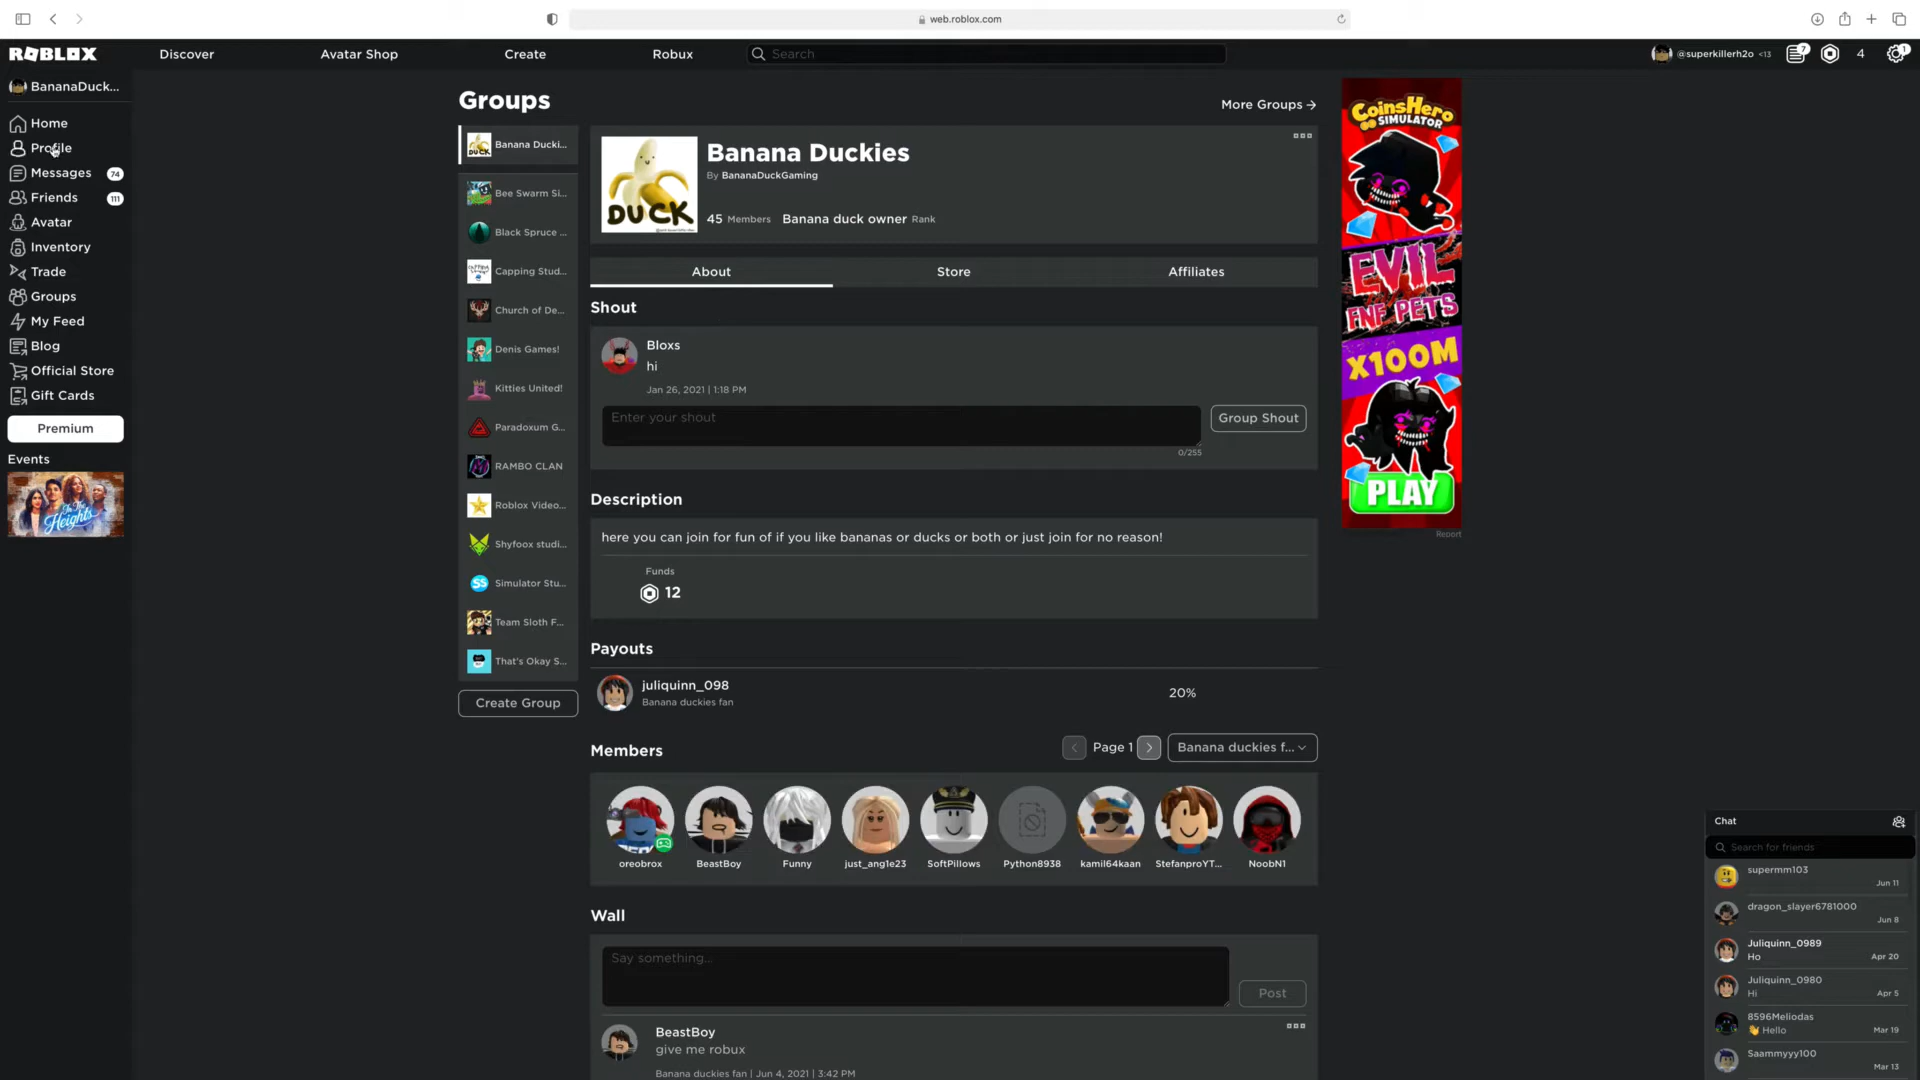 web.roblox.com
ROBLOX
Discover
Avatar Shop
Create
Robux
Search
@superkillerh2o <13
7
4
1
BananaDuck...
Home
Profile
Messages 74
Friends 111
Avatar
Inventory
Trade
Groups
My Feed
Blog
Official Store
Gift Cards
Premium
Events
In The
Heights
Groups
More Groups →
Banana Ducki...
Bee Swarm Si...
Black Spruce ...
Capping Stud...
Church of De...
Denis Games!
Kitties United!
Paradoxum G...
RAMBO CLAN
Roblox Video...
Shyfoox studi...
Simulator Stu...
Team Sloth F...
That's Okay S...
Create Group
DUCK
Banana Duckies
By BananaDuckGaming
45 Members
Banana duck owner Rank
About
Store
Affiliates
Shout
Bloxs
hi
Jan 26, 2021 | 1:18 PM
Enter your shout
Group Shout
0/255
Description
here you can join for fun of if you like bananas or ducks or both or just join for no reason!
Funds
12
Payouts
juliquinn_098
Banana duckies fan
20%
Members
Page 1
Banana duckies f...
oreobrox
BeastBoy
Funny
just_ang1e23
SoftPillows
Python8938
kamil64kaan
StefanproYT...
NoobN1
Wall
Say something...
Post
BeastBoy
give me robux
Banana duckies fan | Jun 4, 2021 | 3:42 PM
CoinsHero
SIMULATOR
EVIL
FNF PETS
X100M
PLAY
Report
Chat
Search for friends
supermm103
Jun 11
dragon_slayer6781000
Jun 8
Juliquinn_0989
Ho
Apr 20
Juliquinn_0980
Hi
Apr 5
8596Meliodas
👋 Hello
Mar 19
Saammyyy100
Mar 13